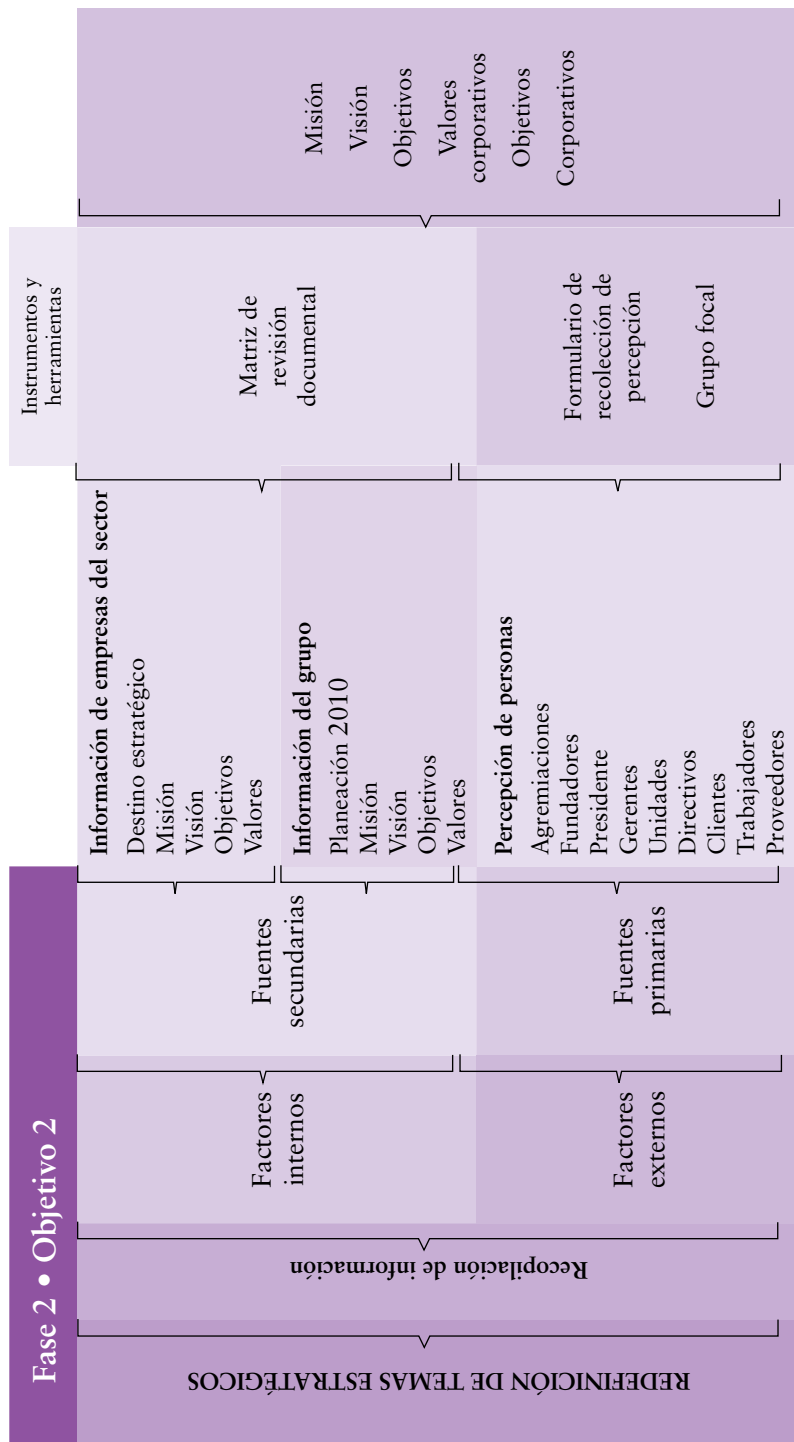 Fase 2 • Objetivo 2
REDEFINICIÓN DE TEMAS ESTRATÉGICOS
Recopilación de información
Factores
internos
Factores
externos
Fuentes
secundarias
Fuentes
primarias
Información de empresas del sector
Destino estratégico
Misión
Visión
Objetivos
Valores
Información del grupo
Planeación 2010
Misión
Visión
Objetivos
Valores
Percepción de personas
Agremiaciones
Fundadores
Presidente
Gerentes
Unidades
Directivos
Clientes
Trabajadores
Proveedores
Instrumentos y
herramientas
Matriz de
revisión
documental
Formulario de
recolección de
percepción
Grupo focal
Misión
Visión
Objetivos
Valores
corporativos
Objetivos
Corporativos